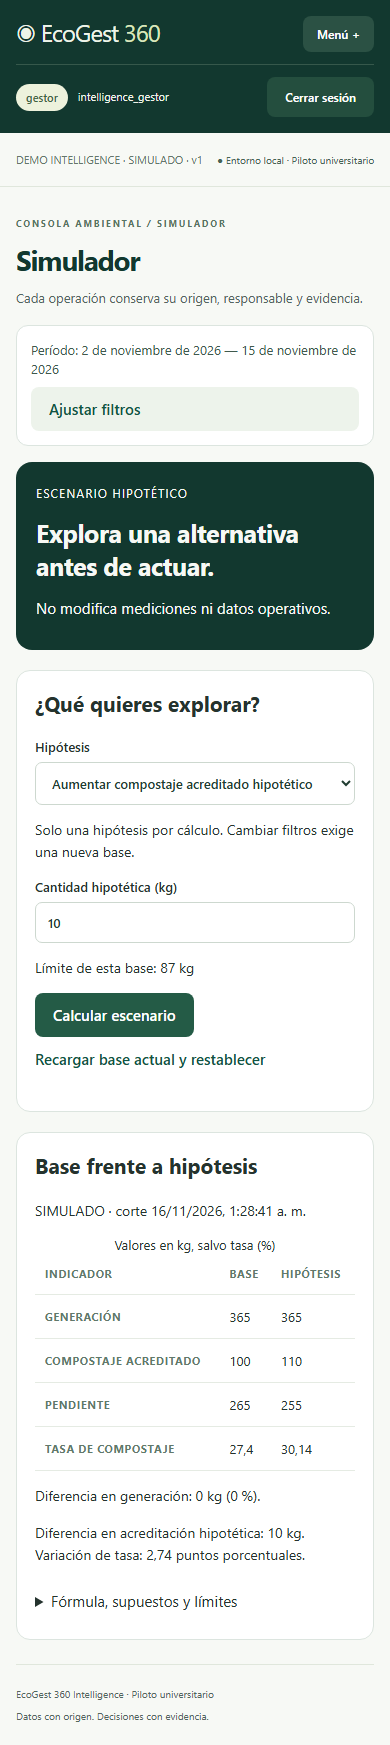 EcoGest 360
Menú +
gestor
intelligence_gestor
Cerrar sesión
DEMO INTELLIGENCE · SIMULADO · v1
● Entorno local · Piloto universitario
CONSOLA AMBIENTAL / SIMULADOR
Simulador
Cada operación conserva su origen, responsable y evidencia.
Período: 2 de noviembre de 2026 — 15 de noviembre de
2026
Ajustar filtros
ESCENARIO HIPOTÉTICO
Explora una alternativa
antes de actuar.
No modifica mediciones ni datos operativos.
¿Qué quieres explorar?
Hipótesis
Aumentar compostaje acreditado hipotético
Solo una hipótesis por cálculo. Cambiar filtros exige
una nueva base.
Cantidad hipotética (kg)
10
Límite de esta base: 87 kg
Calcular escenario
Recargar base actual y restablecer
Base frente a hipótesis
SIMULADO · corte 16/11/2026, 1:28:41 a. m.
Valores en kg, salvo tasa (%)
INDICADOR BASE HIPÓTESIS
GENERACIÓN 365 365
COMPOSTAJE ACREDITADO 100 110
PENDIENTE 265 255
TASA DE COMPOSTAJE 27,4 30,14
Diferencia en generación: 0 kg (0 %).
Diferencia en acreditación hipotética: 10 kg.
Variación de tasa: 2,74 puntos porcentuales.
▶ Fórmula, supuestos y límites
EcoGest 360 Intelligence · Piloto universitario
Datos con origen. Decisiones con evidencia.